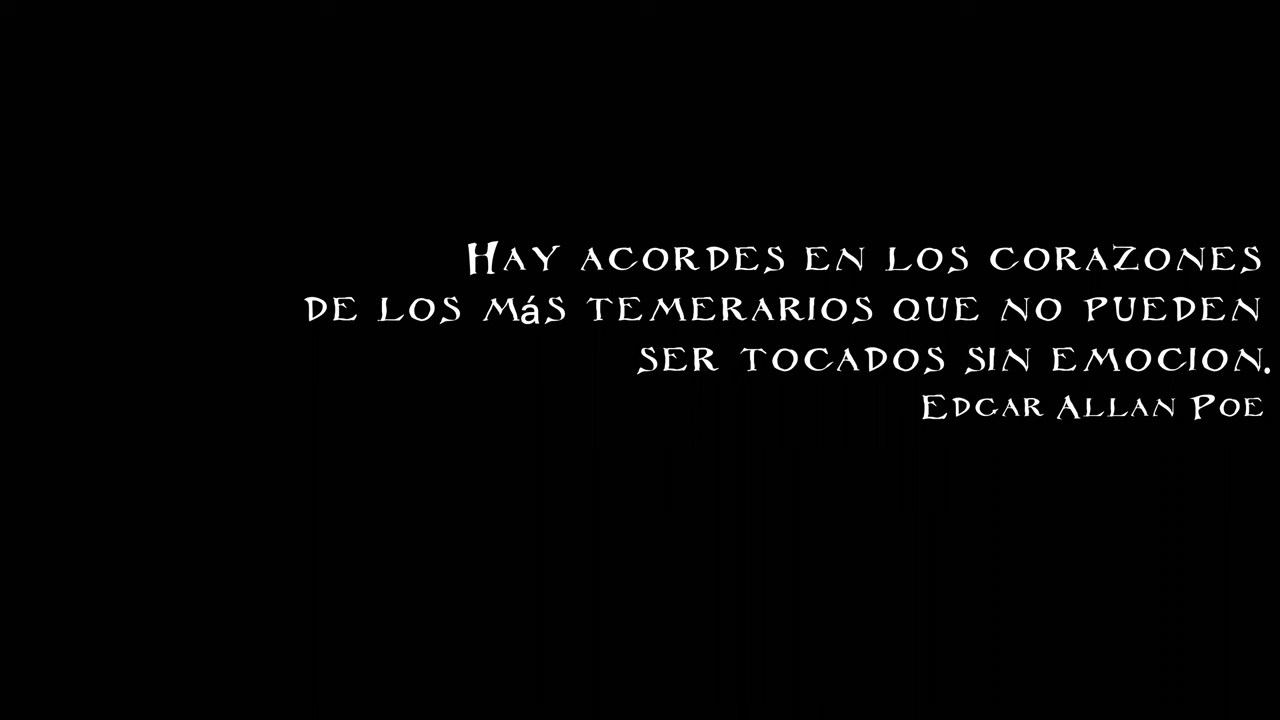 Hay acordes en los corazones
de los más temerarios que no pueden
ser tocados sin emocion.
Edgar Allan Poe